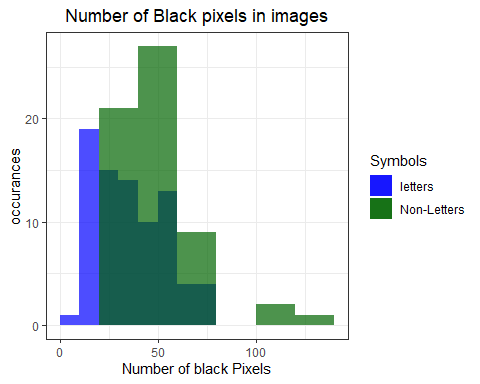 Number of Black pixels in images
occurances
20
10
0
0 50 100
Number of black Pixels
Symbols
letters
Non-Letters